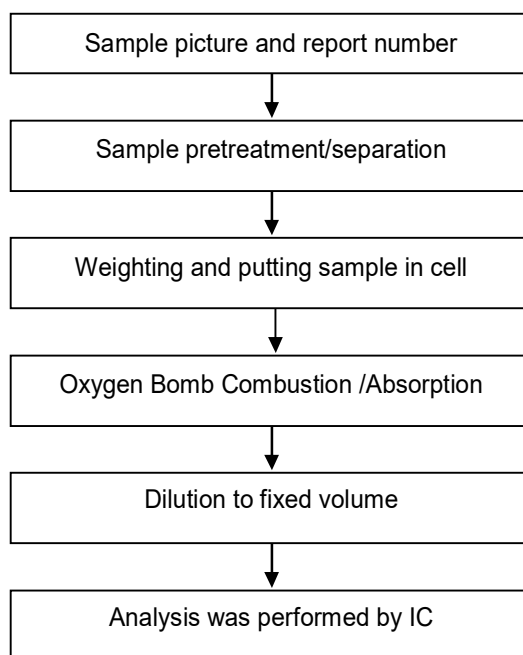 Sample picture and report number
Sample pretreatment/separation
Weighting and putting sample in cell
Oxygen Bomb Combustion /Absorption
Dilution to fixed volume
Analysis was performed by IC